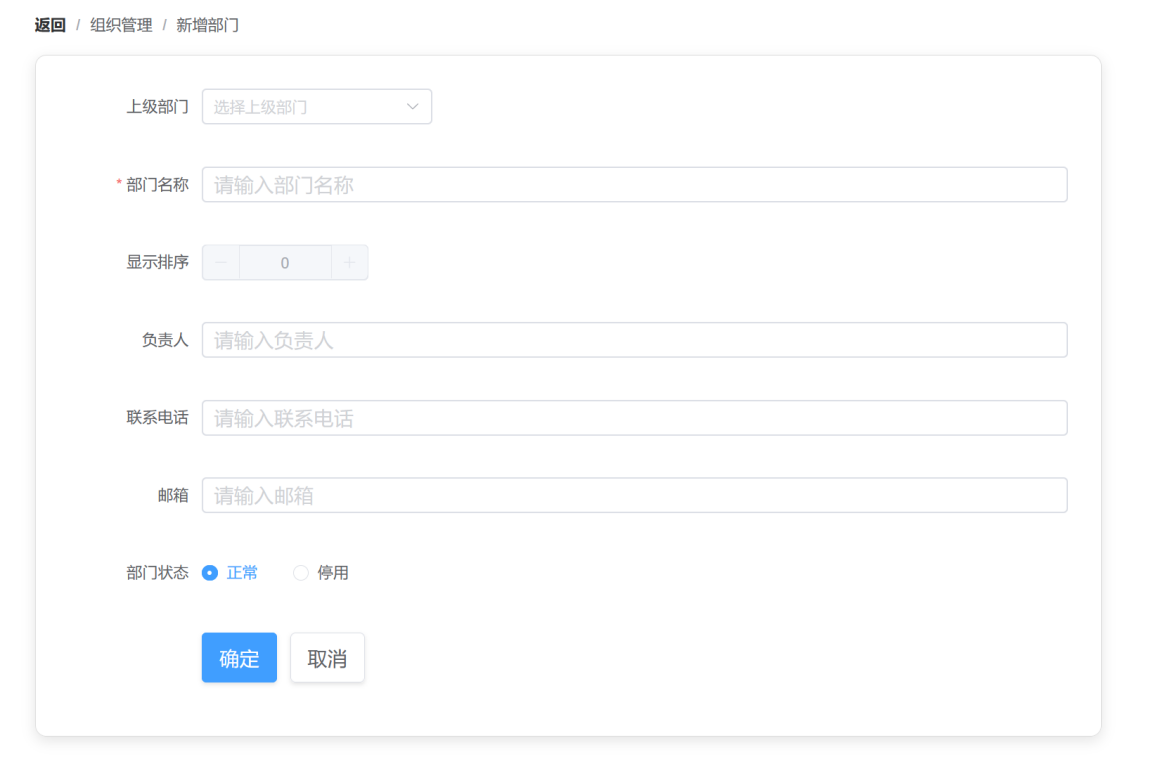 返回 / 组织管理 / 新增部门
上级部门 选择上级部门
* 部门名称 请输入部门名称
显示排序 − 0 +
负责人 请输入负责人
联系电话 请输入联系电话
邮箱 请输入邮箱
部门状态 正常 停用
确定 取消